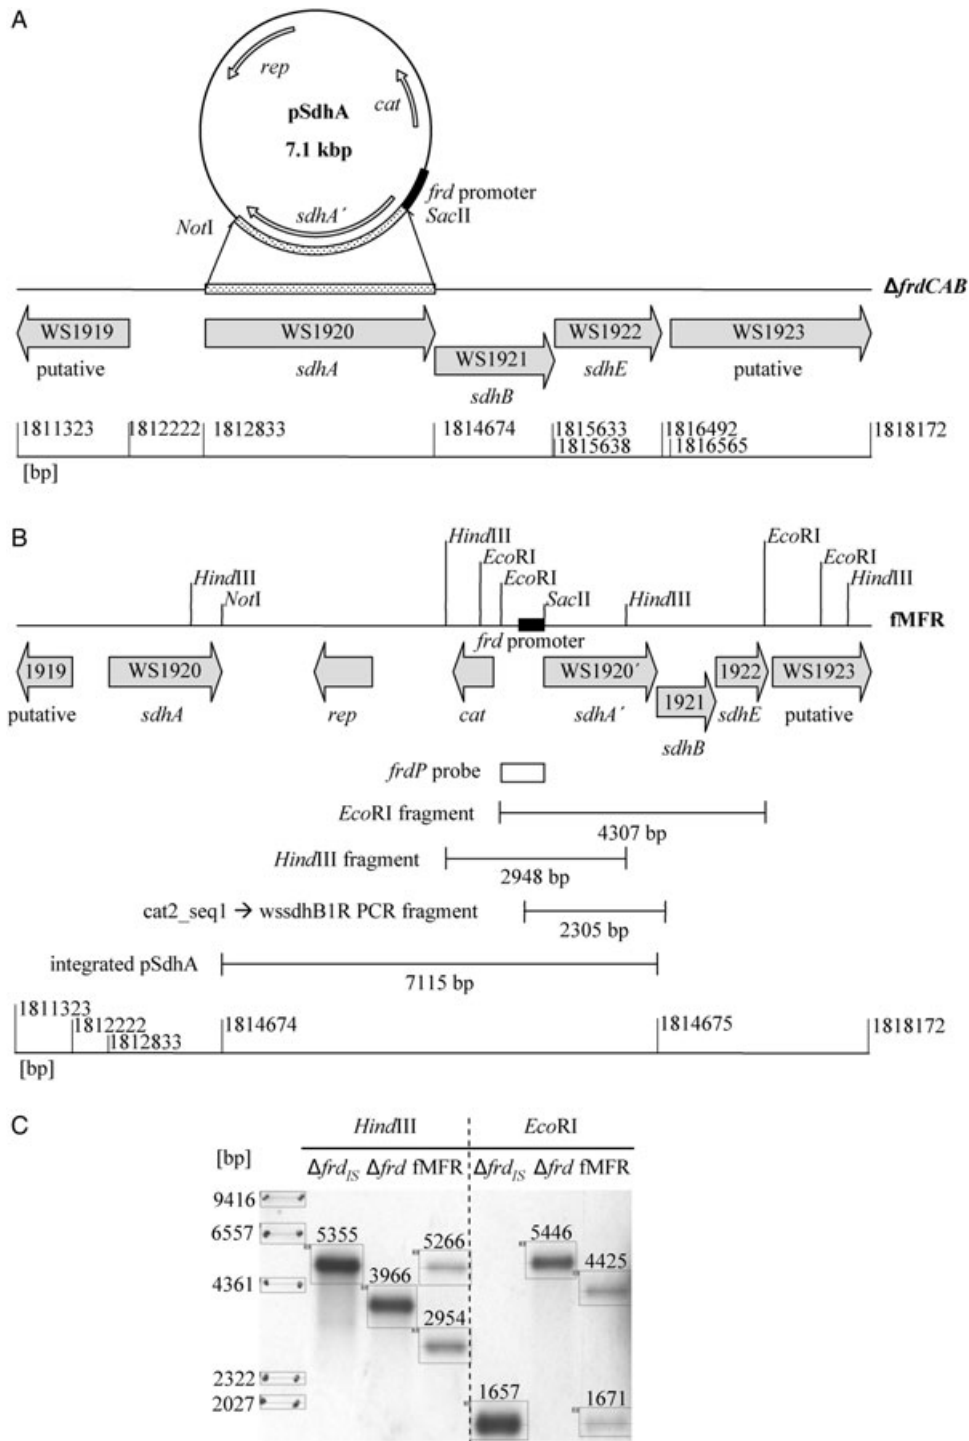 A
rep
cat
pSdhA
7.1 kbp
frd promoter
NotI
sdhA´
SacII
ΔfrdCAB
WS1919
WS1920
WS1921
WS1922
WS1923
putative
sdhA
sdhB
sdhE
putative
1811323
1812222
1812833
1814674
1815633
1815638
1816492
1816565
1818172
[bp]
B
HindIII
NotI
HindIII
EcoRI
EcoRI
SacII
HindIII
EcoRI
EcoRI
HindIII
fMFR
frd promoter
1919
WS1920
WS1920´
1921
1922
WS1923
putative
sdhA
rep
cat
sdhA´
sdhB
sdhE
putative
frdP probe
EcoRI fragment
4307 bp
HindIII fragment
2948 bp
cat2_seq1 → wssdhB1R PCR fragment
2305 bp
integrated pSdhA
7115 bp
1811323
1812222
1812833
1814674
1814675
1818172
[bp]
C
HindIII EcoRI
[bp] ΔfrdIS Δfrd fMFR ΔfrdIS Δfrd fMFR
9416
6557
4361
2322
2027
5355
3966
5266
2954
1657
5446
4425
1671